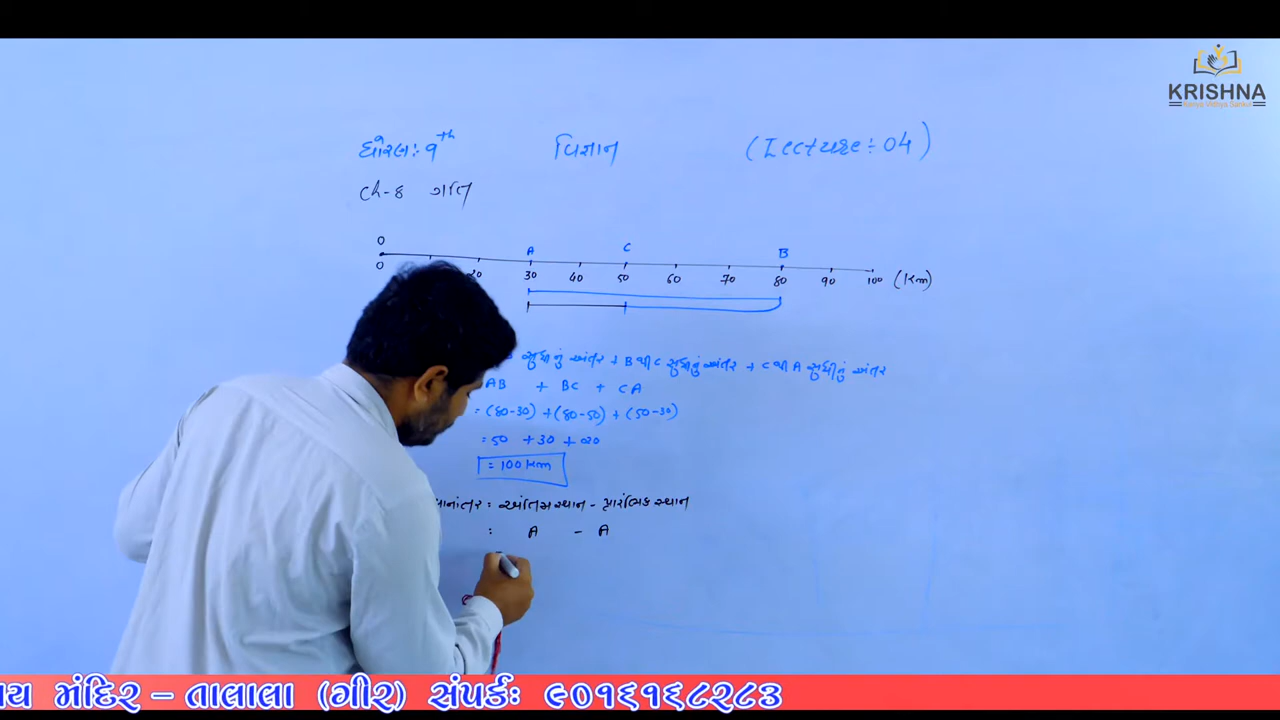 KRISHNA
ધોરણ : 9th વિજ્ઞાન (Lecture : 04)
Ch-8 ગતિ
0 A C B
0 20 30 40 50 60 70 80 90 100 (km)
સુધીનું અંતર + B થી C સુધીનું અંતર + C થી A સુધીનું અંતર
AB + BC + CA
= (80-30) + (80-50) + (50-30)
= 50 + 30 + 20
= 100 km
ાનાંતર : અંતિમ સ્થાન - પ્રારંભિક સ્થાન
: A - A
ાય મંદિર – તાલાલા (ગીર) સંપર્કઃ ૯૦૧૬૧૬૮૨૮૩